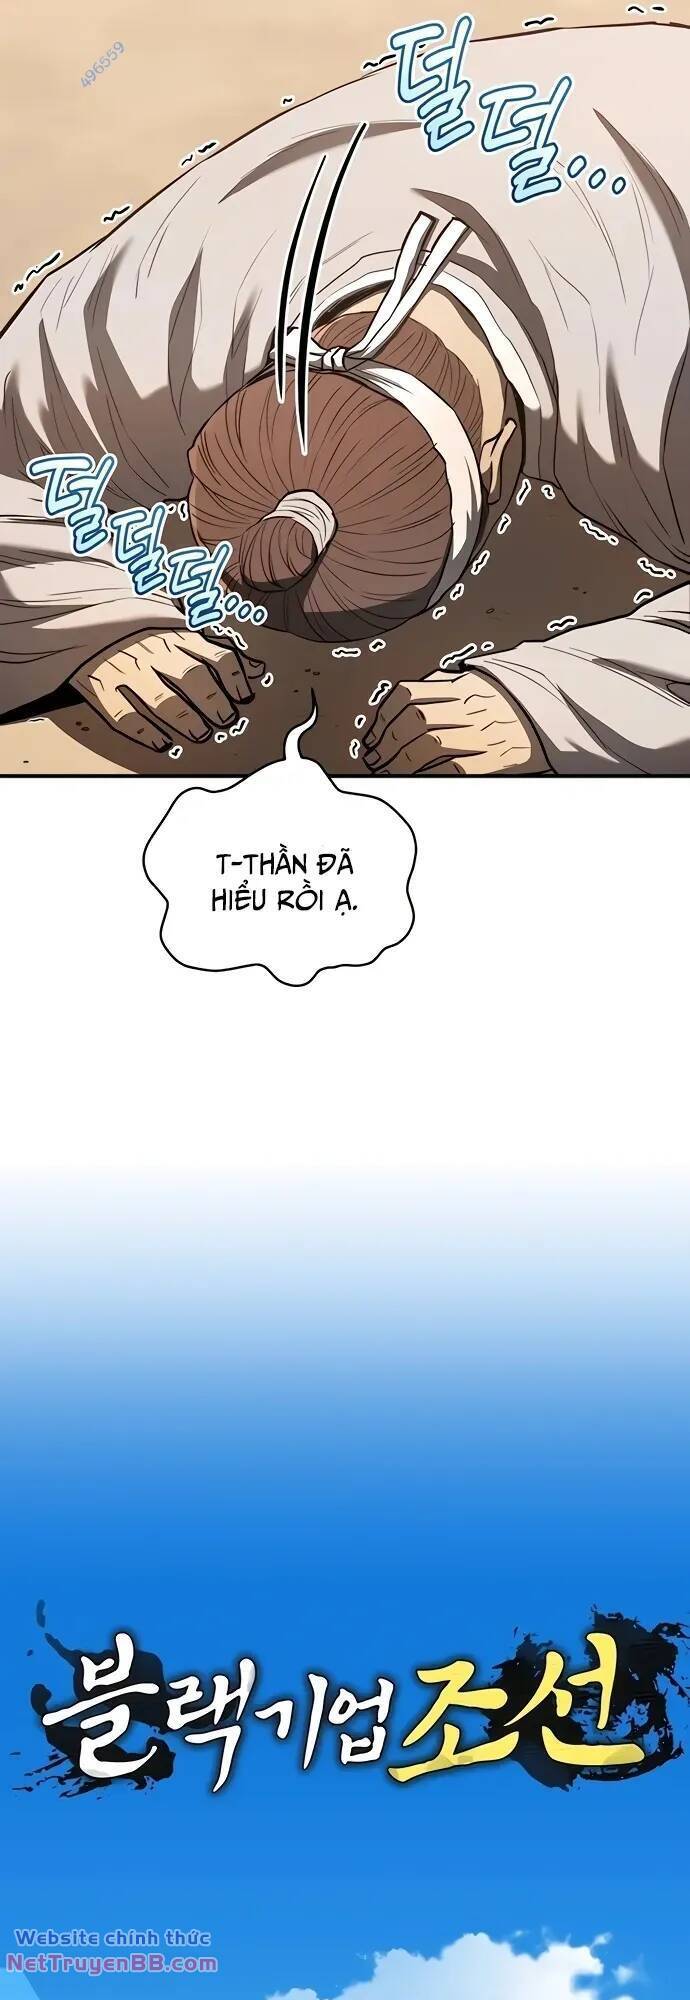 496559
덜
덜...
덜
덜
덜...
T-THẦN ĐÃ
HIỂU RỒI Ạ.
블랙기업조선
Website chính thức
NetTruyenBB.com